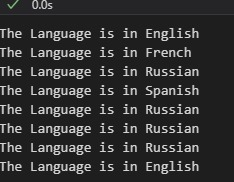 0.0s
The Language is in English
The Language is in French
The Language is in Russian
The Language is in Spanish
The Language is in Russian
The Language is in Russian
The Language is in Russian
The Language is in English